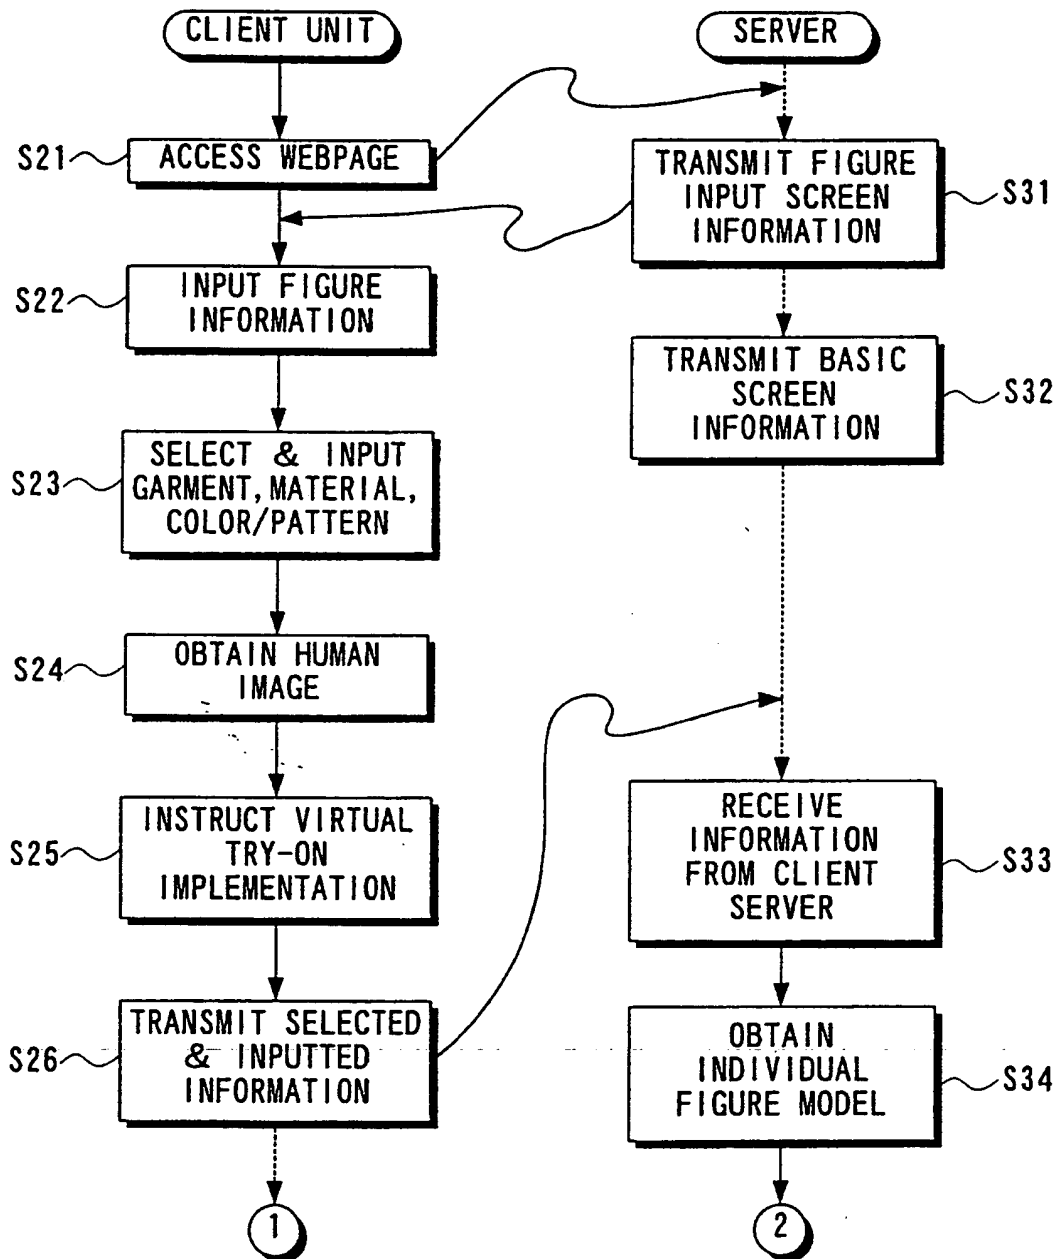 CLIENT UNIT
S21
ACCESS WEBPAGE
S22
INPUT FIGURE
INFORMATION
S23
SELECT & INPUT
GARMENT, MATERIAL,
COLOR/PATTERN
S24
OBTAIN HUMAN
IMAGE
S25
INSTRUCT VIRTUAL
TRY-ON
IMPLEMENTATION
S26
TRANSMIT SELECTED
& INPUTTED
INFORMATION
1
SERVER
TRANSMIT FIGURE
INPUT SCREEN
INFORMATION
S31
TRANSMIT BASIC
SCREEN
INFORMATION
S32
RECEIVE
INFORMATION
FROM CLIENT
SERVER
S33
OBTAIN
INDIVIDUAL
FIGURE MODEL
S34
2